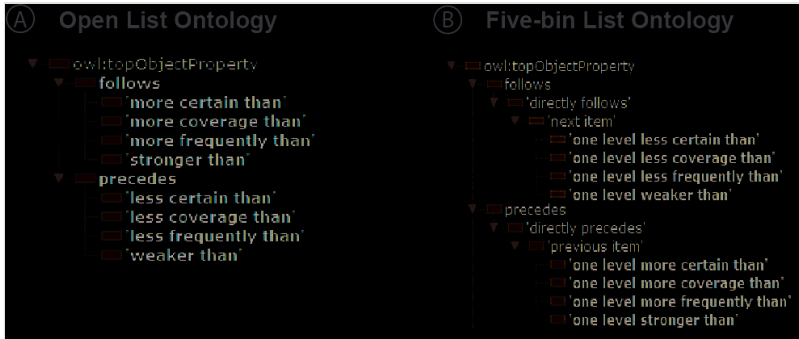 A Open List Ontology
owl:topObjectProperty
follows
'more certain than'
'more coverage than'
'more frequently than'
'stronger than'
precedes
'less certain than'
'less coverage than'
'less frequently than'
'weaker than'
B Five-bin List Ontology
owl:topObjectProperty
follows
'directly follows'
'next item'
'one level less certain than'
'one level less coverage than'
'one level less frequently than'
'one level weaker than'
precedes
'directly precedes'
'previous item'
'one level more certain than'
'one level more coverage than'
'one level more frequently than'
'one level stronger than'